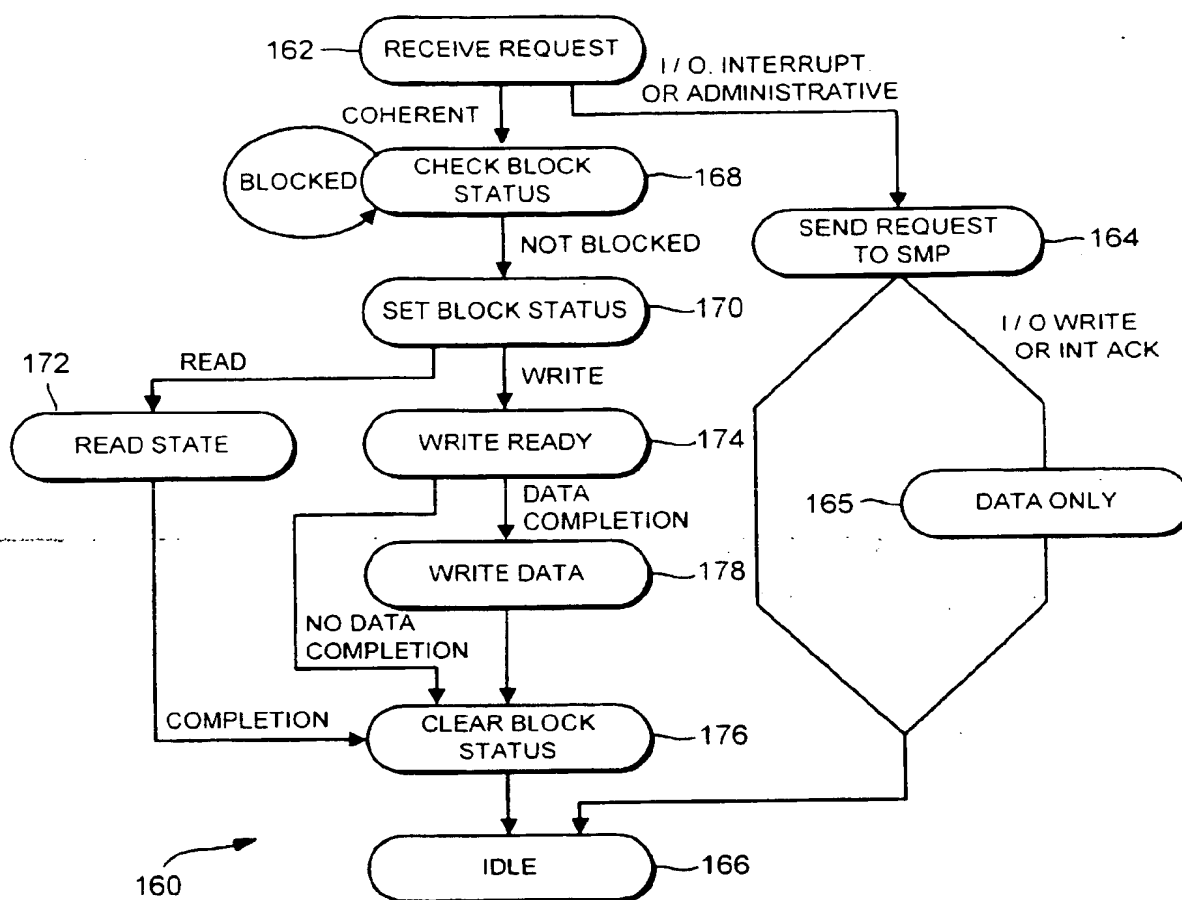 162
RECEIVE REQUEST
I / O. INTERRUPT
OR ADMINISTRATIVE
COHERENT
BLOCKED
CHECK BLOCK
STATUS
168
NOT BLOCKED
SEND REQUEST
TO SMP
164
SET BLOCK STATUS
170
I / O WRITE
OR INT ACK
172
READ
WRITE
READ STATE
WRITE READY
174
DATA
COMPLETION
165
DATA ONLY
WRITE DATA
178
NO DATA
COMPLETION
COMPLETION
CLEAR BLOCK
STATUS
176
160
IDLE
166